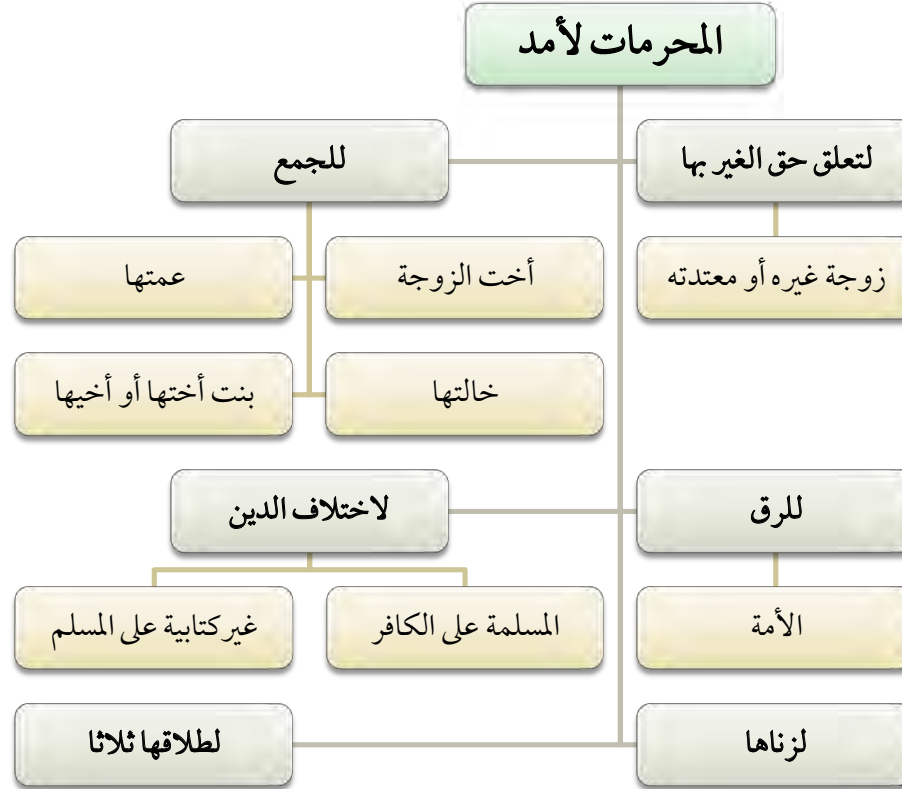 المحرمات لأمد
لتعلق حق الغير بها
للجمع
زوجة غيره أو معتدته
أخت الزوجة
عمتها
خالتها
بنت أختها أو أخيها
للرق
لاختلاف الدين
الأمة
المسلمة على الكافر
غير كتابية على المسلم
لزناها
لطلاقها ثلاثا